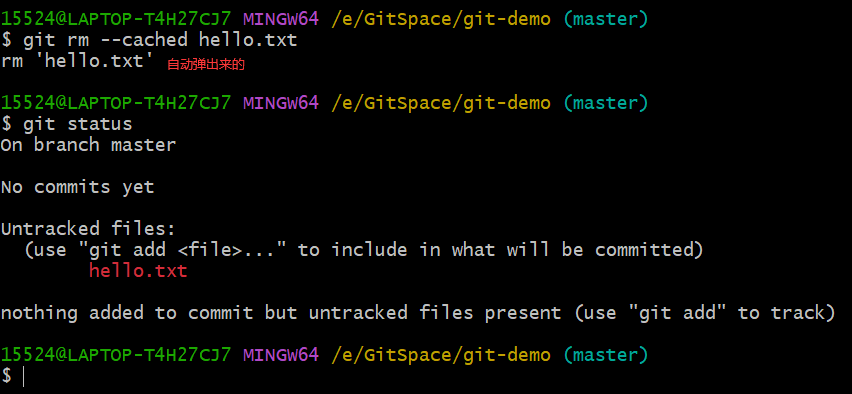 15524@LAPTOP-T4H27CJ7 MINGW64 /e/GitSpace/git-demo (master)
$ git rm --cached hello.txt
rm 'hello.txt' 自动弹出来的
15524@LAPTOP-T4H27CJ7 MINGW64 /e/GitSpace/git-demo (master)
$ git status
On branch master
No commits yet
Untracked files:
(use "git add <file>..." to include in what will be committed)
hello.txt
nothing added to commit but untracked files present (use "git add" to track)
15524@LAPTOP-T4H27CJ7 MINGW64 /e/GitSpace/git-demo (master)
$